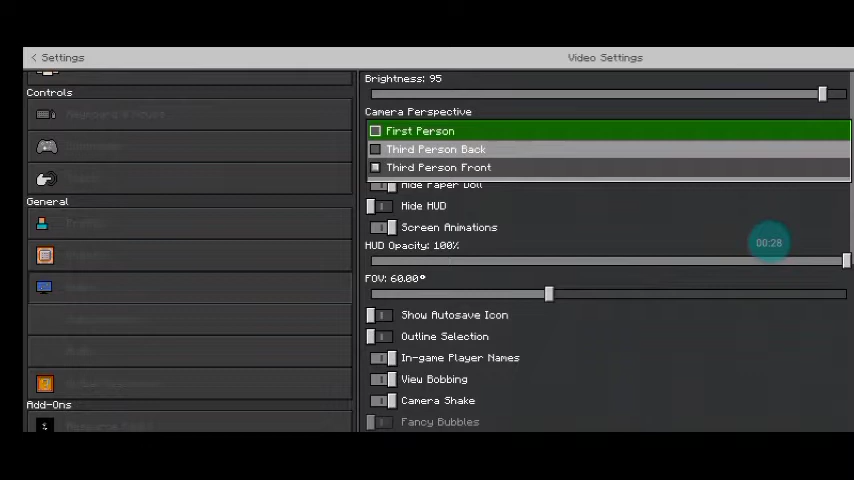 < Settings
Video Settings
Controls
Keyboard & Mouse
General
Add-Ons
Brightness: 95
Camera Perspective
First Person
Third Person Back
Third Person Front
Hide Paper Doll
Hide HUD
Screen Animations
HUD Opacity: 100%
00:28
FOV: 60.00°
Show Autosave Icon
Outline Selection
In-game Player Names
View Bobbing
Camera Shake
Fancy Bubbles